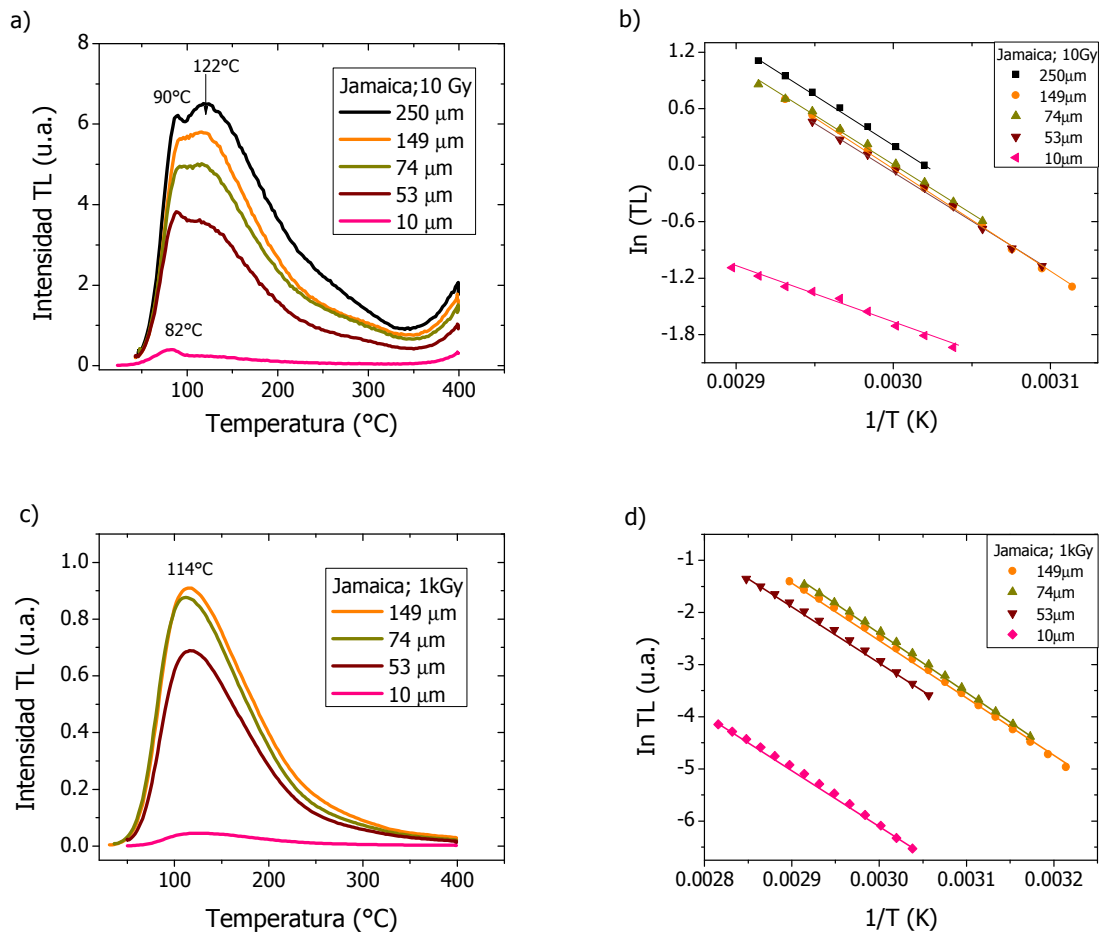 a)
8
6
4
2
0
50
100
150
200
250
300
350
400
Intensidad TL (u.a.)
Temperatura (°C)
122°C
90°C
82°C
Jamaica;10 Gy
250 μm
149 μm
74 μm
53 μm
10 μm
b)
1.2
0.6
0.0
-0.6
-1.2
-1.8
0.0029
0.0030
0.0031
ln (TL)
1/T (K)
Jamaica; 10Gy
250μm
149μm
74μm
53μm
10μm
c)
1.0
0.8
0.6
0.4
0.2
0.0
100
200
300
400
Intensidad TL (u.a.)
Temperatura (°C)
114°C
Jamaica; 1kGy
149 μm
74 μm
53 μm
10 μm
d)
-1
-2
-3
-4
-5
-6
0.0028
0.0029
0.0030
0.0031
0.0032
ln TL (u.a.)
1/T (K)
Jamaica; 1kGy
149μm
74μm
53μm
10μm